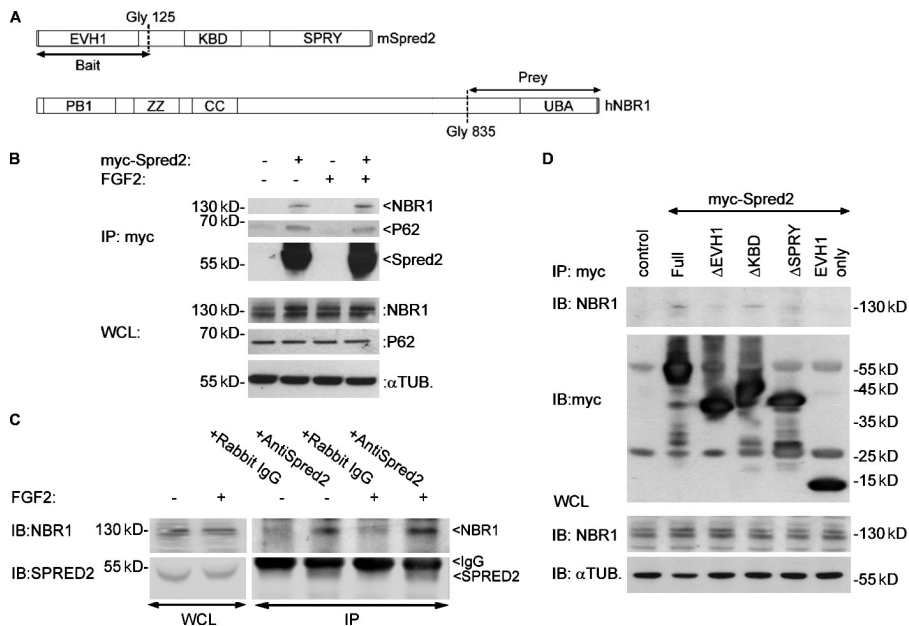 A
Gly 125
EVH1 KBD SPRY mSpred2
Bait
Prey
PB1 ZZ CC UBA hNBR1
Gly 835
B
myc-Spred2: - + - +
FGF2: - - + +
IP: myc
130 kD- <NBR1
70 kD- <P62
55 kD- <Spred2
WCL:
130 kD- :NBR1
70 kD- :P62
55 kD- :αTUB.
C
+Rabbit IgG +AntiSpred2 +Rabbit IgG +AntiSpred2
FGF2: - + - - + +
IB:NBR1 130 kD- <NBR1
IB:SPRED2 55 kD- <IgG
<SPRED2
WCL IP
D
myc-Spred2
IP: myc control Full ΔEVH1 ΔKBD ΔSPRY EVH1 only
IB: NBR1 -130 kD
IB:myc
-55 kD
-45 kD
-35 kD
-25 kD
-15 kD
WCL
IB: NBR1 -130 kD
IB: αTUB. -55 kD